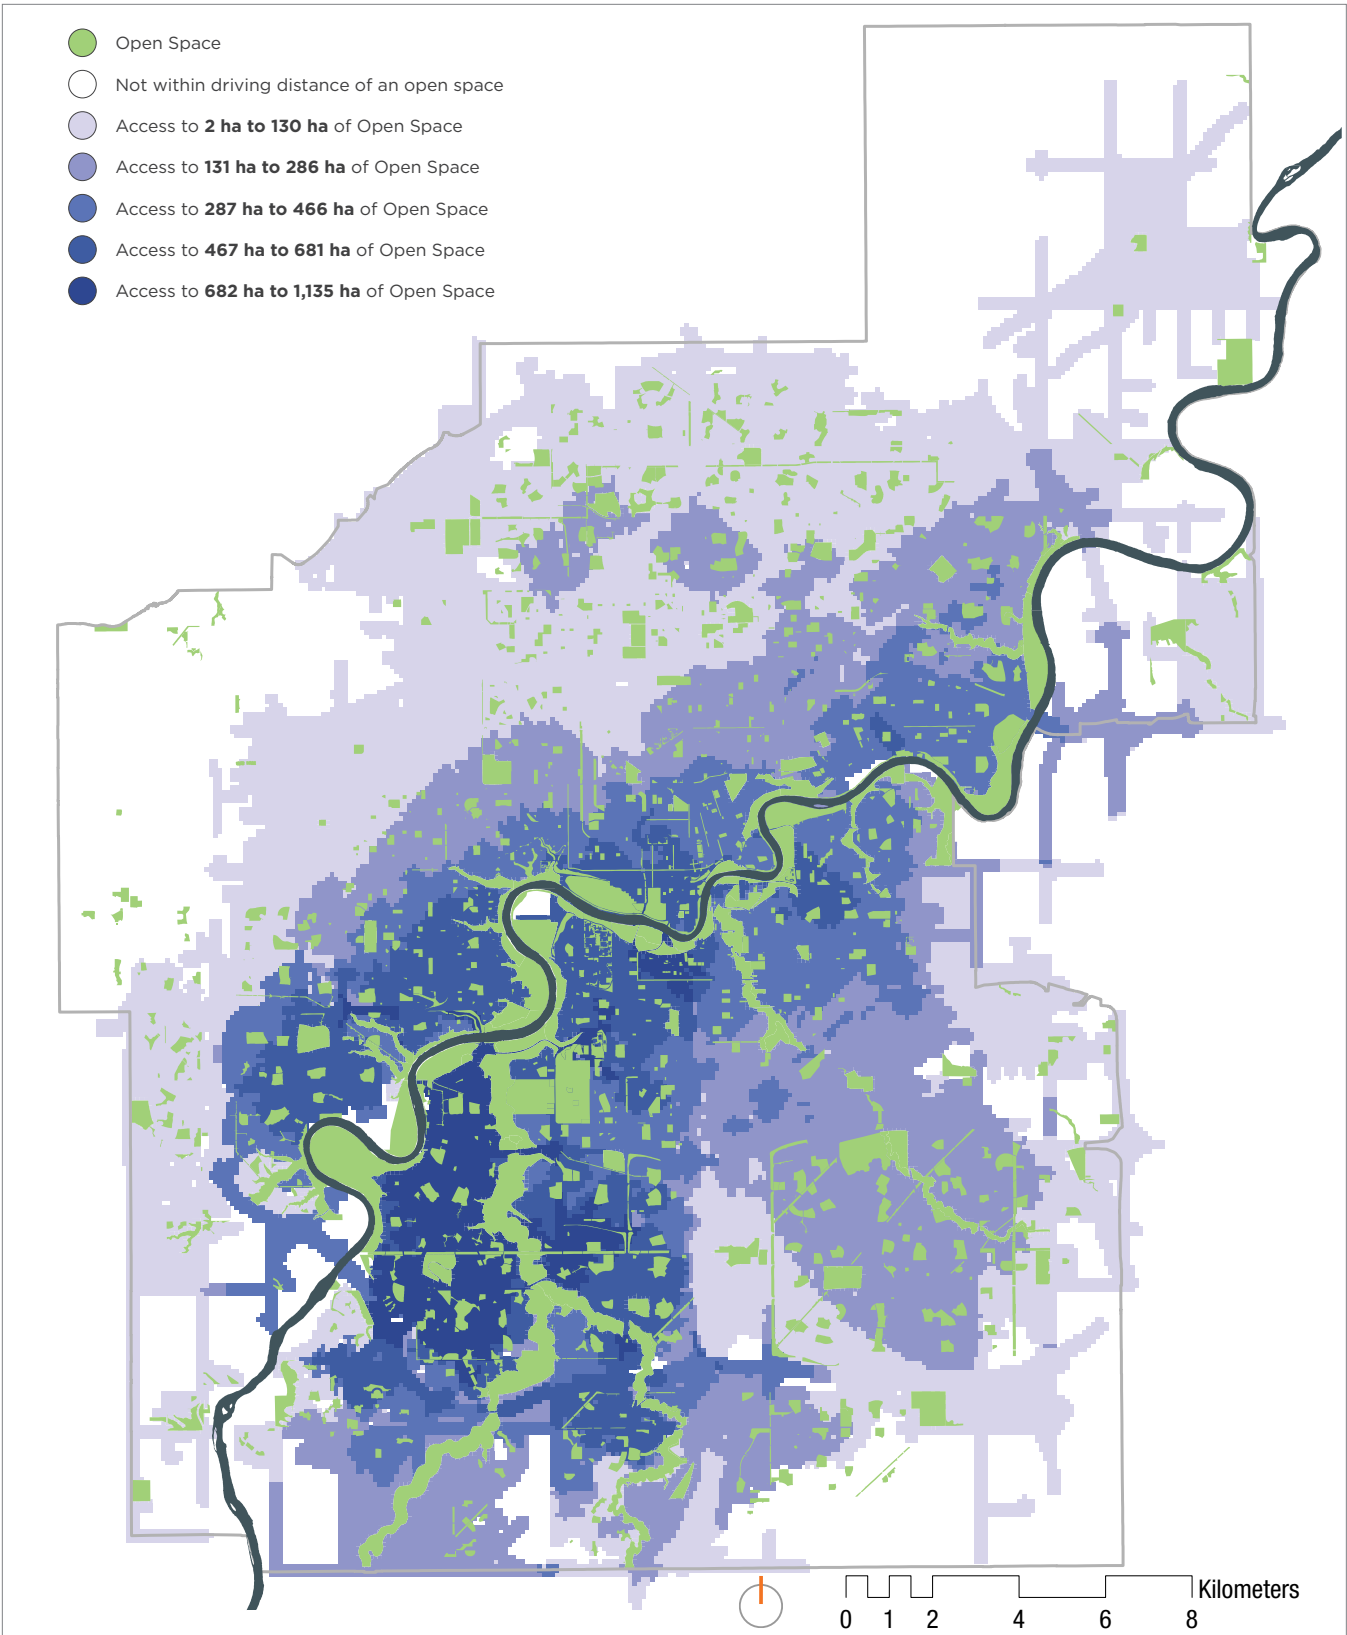 Open Space
Not within driving distance of an open space
Access to 2 ha to 130 ha of Open Space
Access to 131 ha to 286 ha of Open Space
Access to 287 ha to 466 ha of Open Space
Access to 467 ha to 681 ha of Open Space
Access to 682 ha to 1,135 ha of Open Space
Kilometers
0 1 2 4 6 8